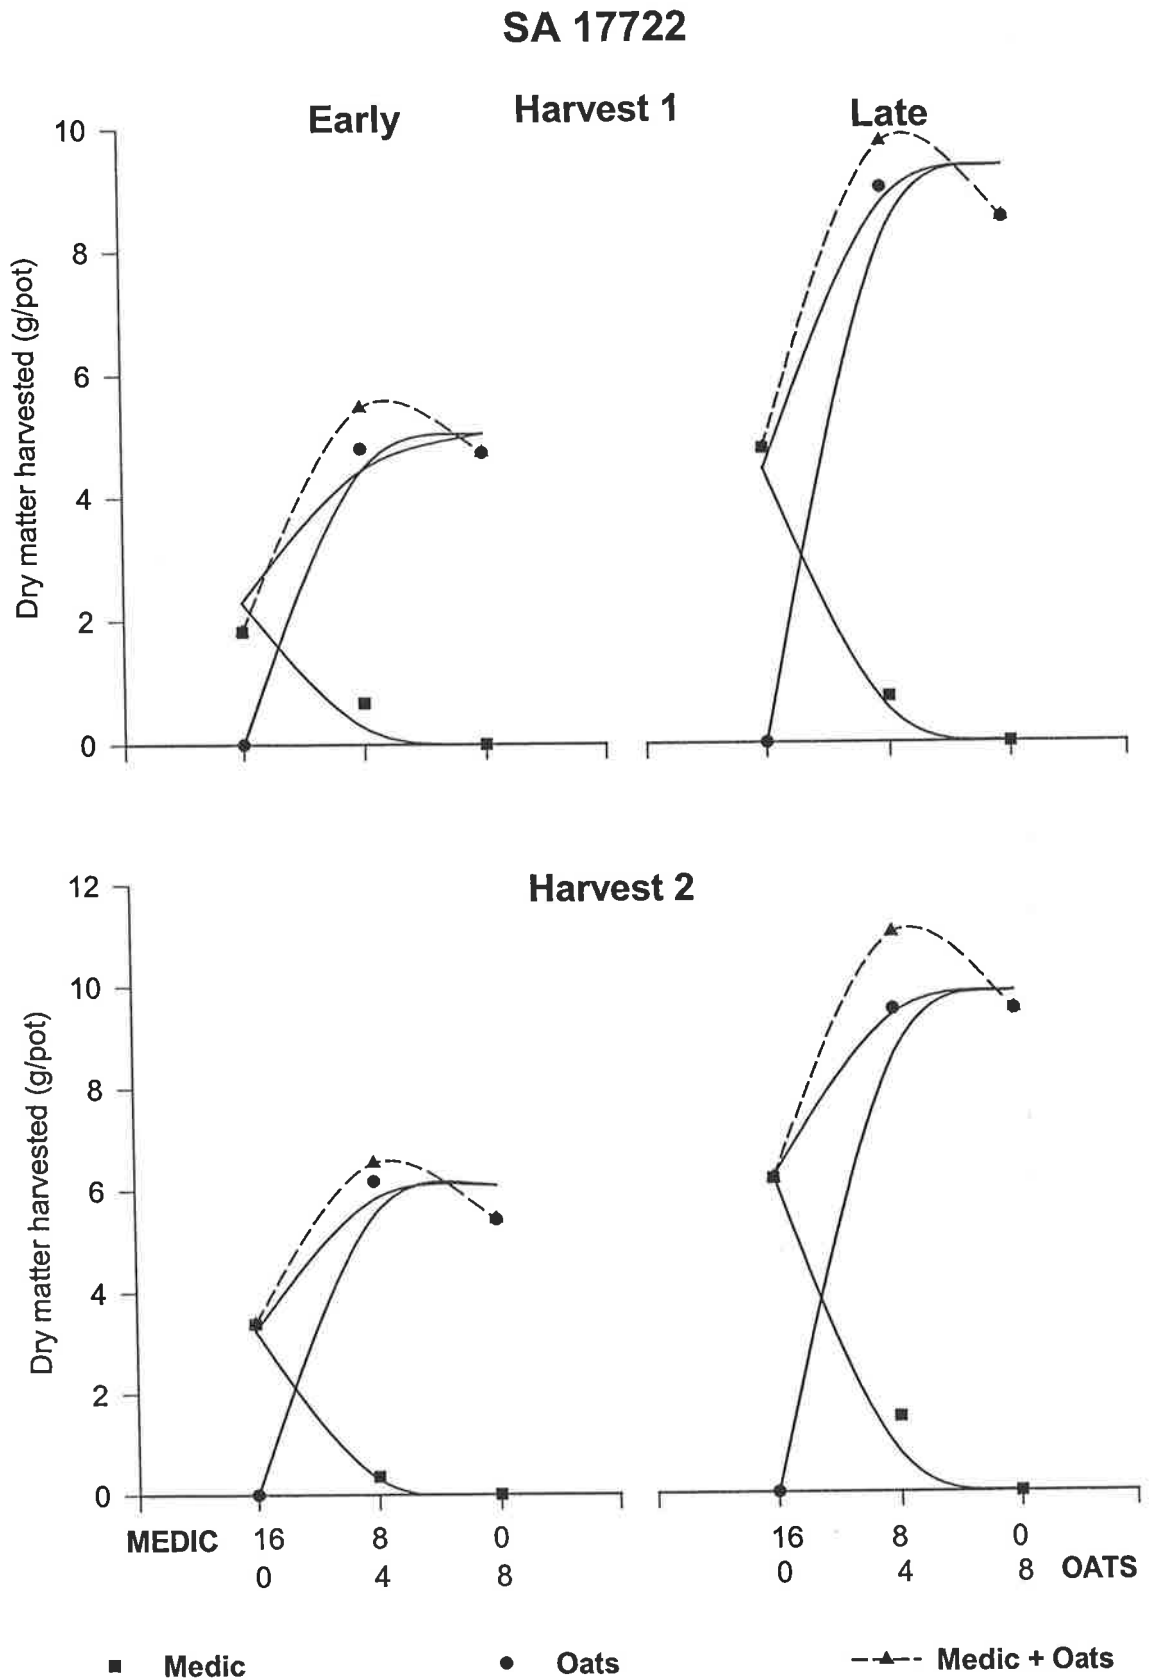 SA 17722
Early Harvest 1 Late
10
8
6
4
2
0
Dry matter harvested (g/pot)
Harvest 2
12
10
8
6
4
2
0
Dry matter harvested (g/pot)
MEDIC 16 8 0 16 8 0
0 4 8 0 4 8 OATS
Medic Oats Medic + Oats